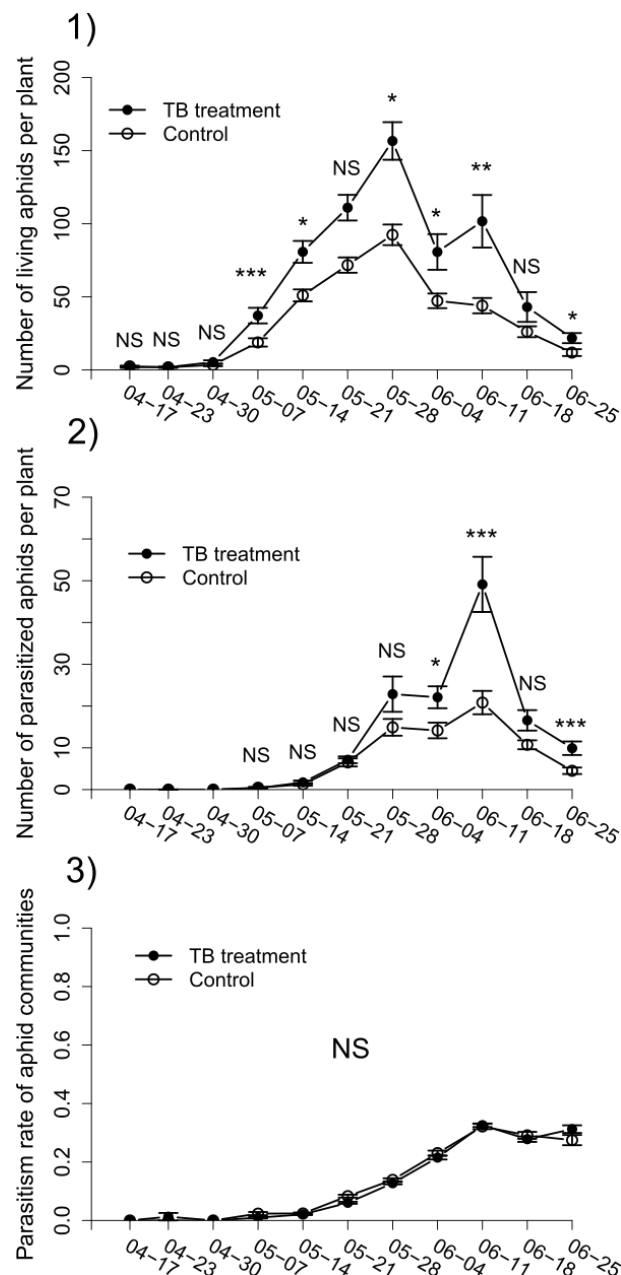 1)
Number of living aphids per plant
200
150
100
50
0
TB treatment
Control
NS NS NS *** * NS * * ** NS *
04-17 04-23 04-30 05-07 05-14 05-21 05-28 06-04 06-11 06-18 06-25
2)
Number of parasitized aphids per plant
70
50
30
10
0
TB treatment
Control
NS NS NS NS * *** NS ***
04-17 04-23 04-30 05-07 05-14 05-21 05-28 06-04 06-11 06-18 06-25
3)
Parasitism rate of aphid communities
1.0
0.8
0.6
0.4
0.2
0.0
TB treatment
Control
NS
04-17 04-23 04-30 05-07 05-14 05-21 05-28 06-04 06-11 06-18 06-25